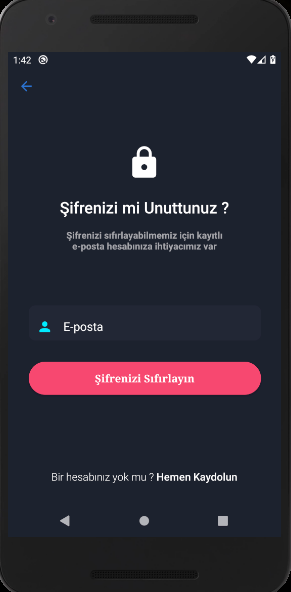 1:42
Şifrenizi mi Unuttunuz ?
Şifrenizi sıfırlayabilmemiz için kayıtlı
e-posta hesabınıza ihtiyacımız var
E-posta
Şifrenizi Sıfırlayın
Bir hesabınız yok mu ? Hemen Kaydolun